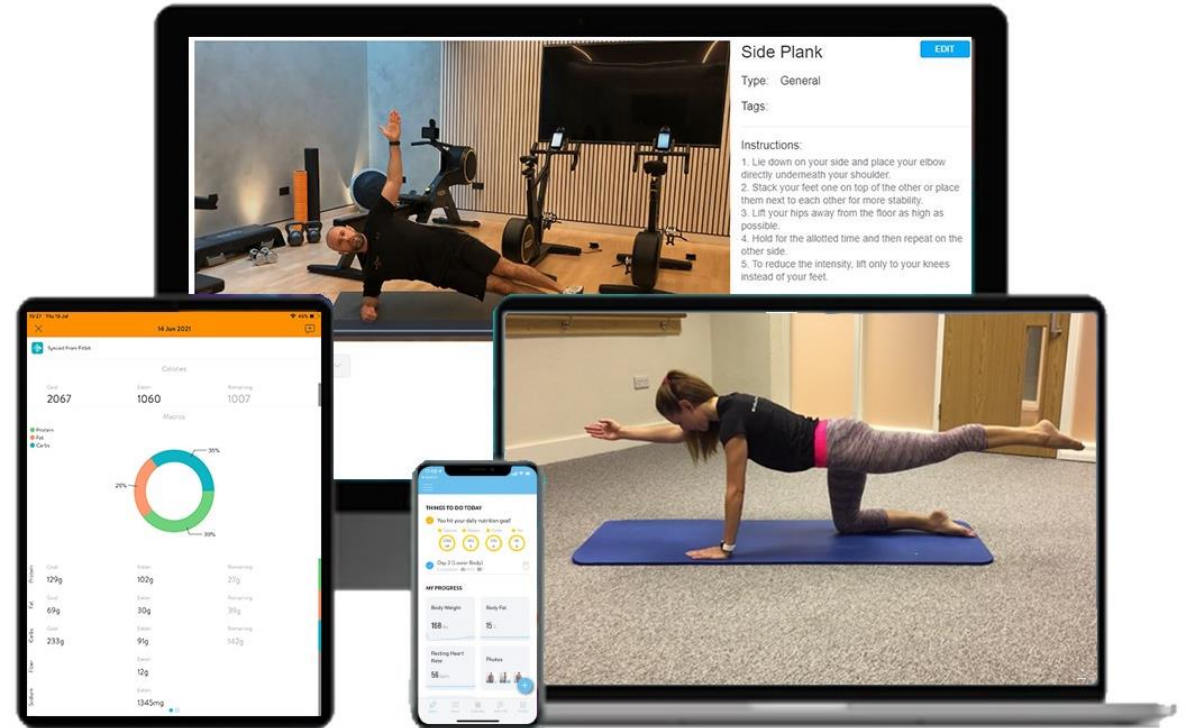 Side Plank
EDIT
Type: General
Tags:
Instructions:
1. Lie down on your side and place your elbow
directly underneath your shoulder.
2. Stack your feet one on top of the other or place
them next to each other for more stability.
3. Lift your hips away from the floor as high as
possible.
4. Hold for the allotted time and then repeat on the
other side.
5. To reduce the intensity, lift only to your knees
instead of your feet.
14 Jun 2021
Synced from Fitbit
Calories
Goal Eaten Remaining
2067 1060 1007
Macros
Protein
Fat
Carbs
Protein
Goal Eaten Remaining
129g 102g 27g
Fat
Goal Eaten Remaining
69g 30g 39g
Carbs
Goal Eaten Remaining
233g 91g 142g
Fiber
Eaten
12g
Sodium
Eaten
1345mg
THINGS TO DO TODAY
You hit your daily nutrition goal!
Day 2 (Lower Body)
MY PROGRESS
Body Weight Body Fat
168 15
Resting Heart
Rate
Photos
56